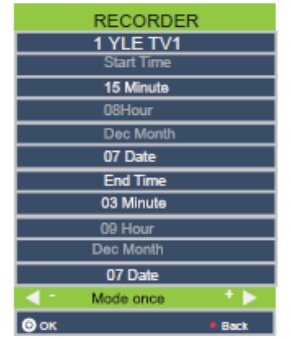 RECORDER
1 YLE TV1
Start Time
15 Minute
08Hour
Dec Month
07 Date
End Time
03 Minute
09 Hour
Dec Month
07 Date
- Mode once +
OK Back